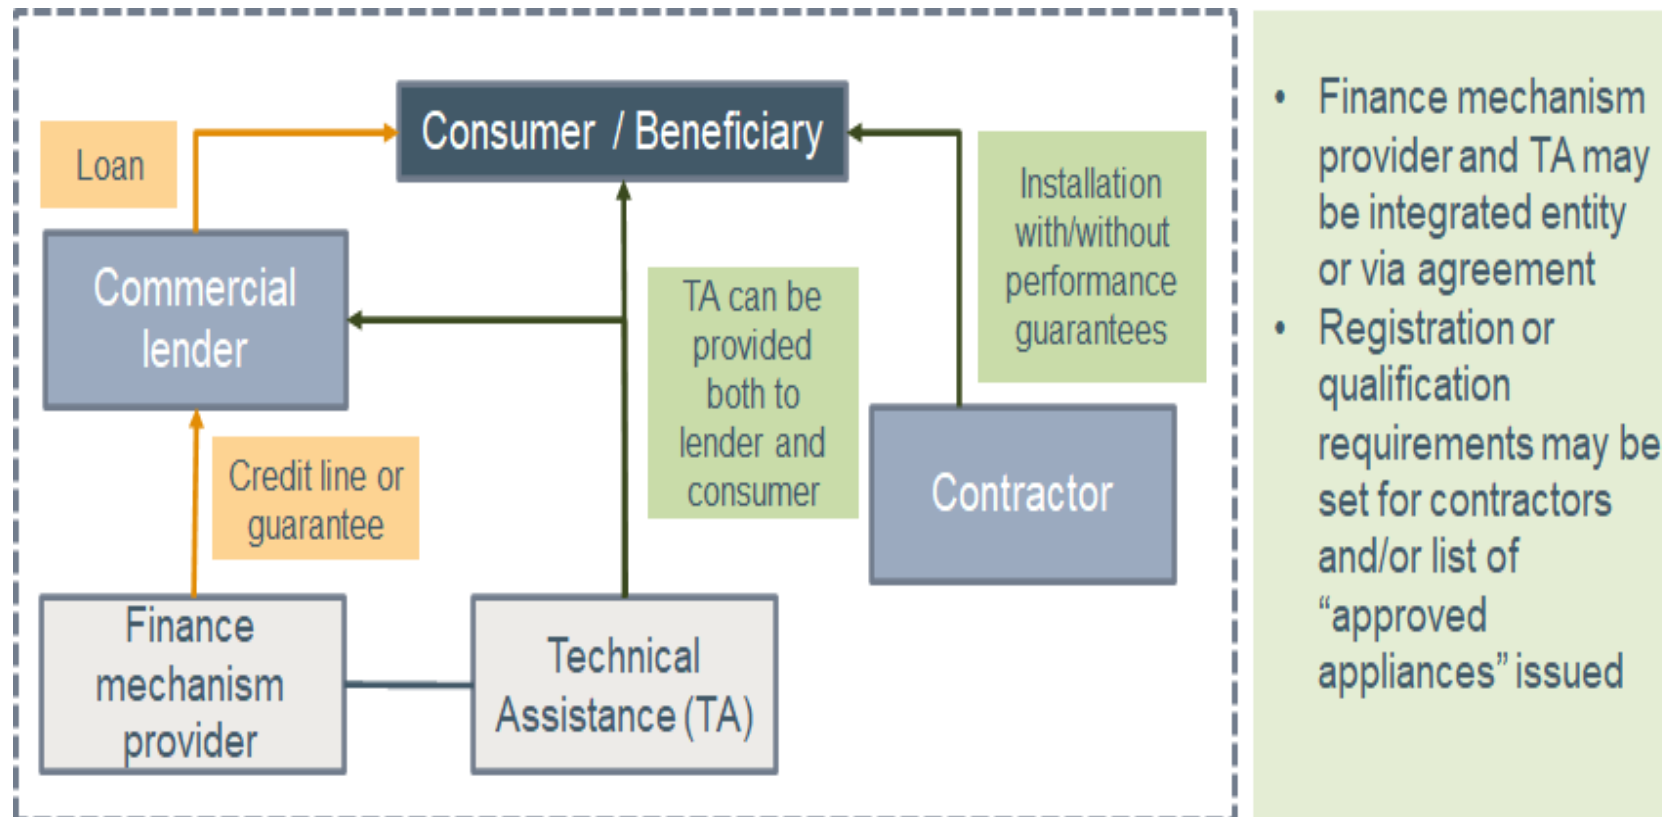 Consumer / Beneficiary
Loan
Installation
with/without
performance
guarantees
Commercial
lender
TA can be
provided
both to
lender and
consumer
Credit line or
guarantee
Contractor
Finance
mechanism
provider
Technical
Assistance (TA)
• Finance mechanism
provider and TA may
be integrated entity
or via agreement
• Registration or
qualification
requirements may be
set for contractors
and/or list of
“approved
appliances” issued